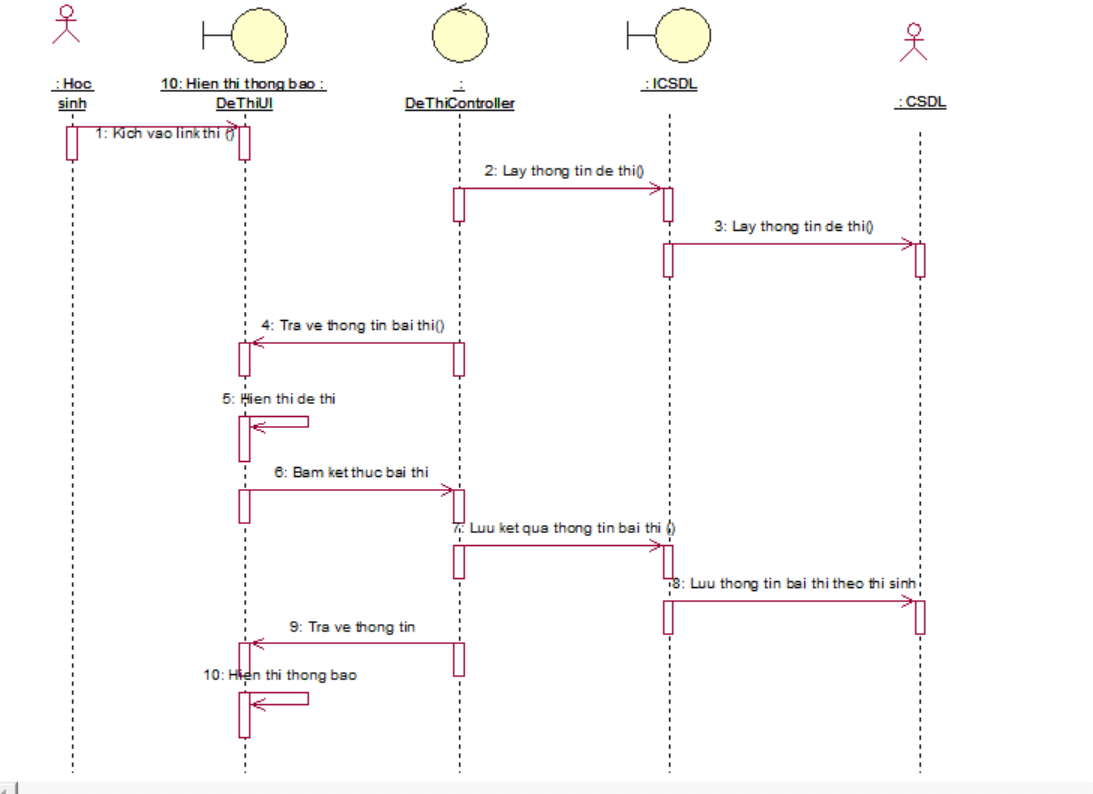 : Hoc
sinh
10: Hien thi thong bao :
DeThiUI
:
DeThiController
: ICSDL
: CSDL
1: Kich vao link thi ()
2: Lay thong tin de thi()
3: Lay thong tin de thi()
4: Tra ve thong tin bai thi()
5: Hien thi de thi
6: Bam ket thuc bai thi
7: Luu ket qua thong tin bai thi ()
8: Luu thong tin bai thi theo thi sinh
9: Tra ve thong tin
10: Hien thi thong bao